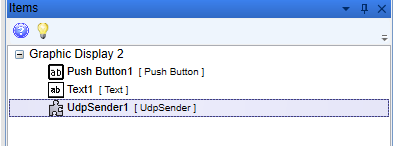 Items
Graphic Display 2
ab Push Button1 [ Push Button ]
ab Text1 [ Text ]
UdpSender1 [ UdpSender ]